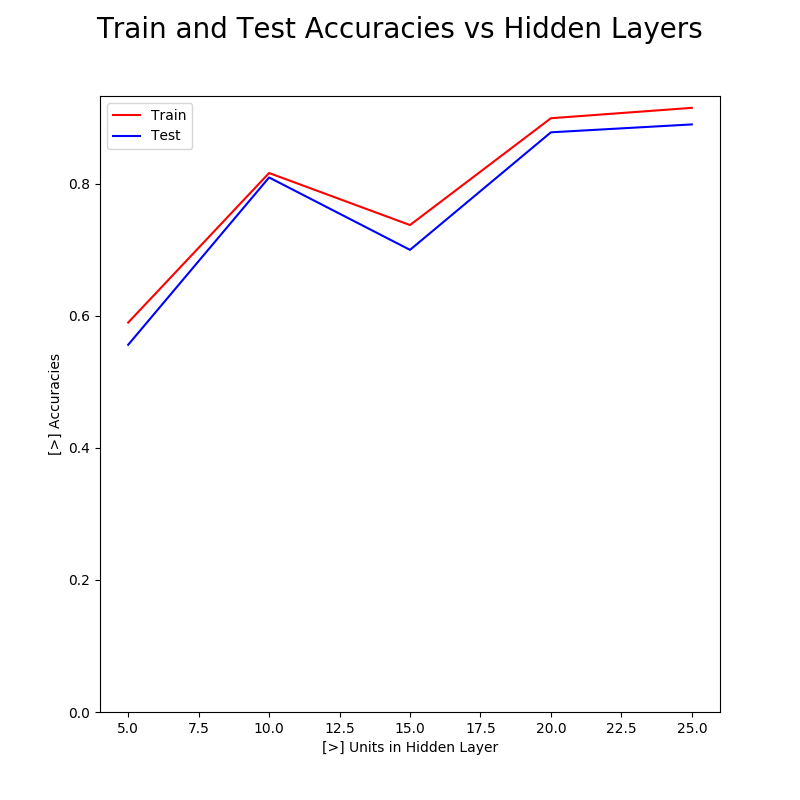 Train and Test Accuracies vs Hidden Layers
Train
Test
0.8
0.6
0.4
0.2
0.0
[>] Accuracies
5.0 7.5 10.0 12.5 15.0 17.5 20.0 22.5 25.0
[>] Units in Hidden Layer